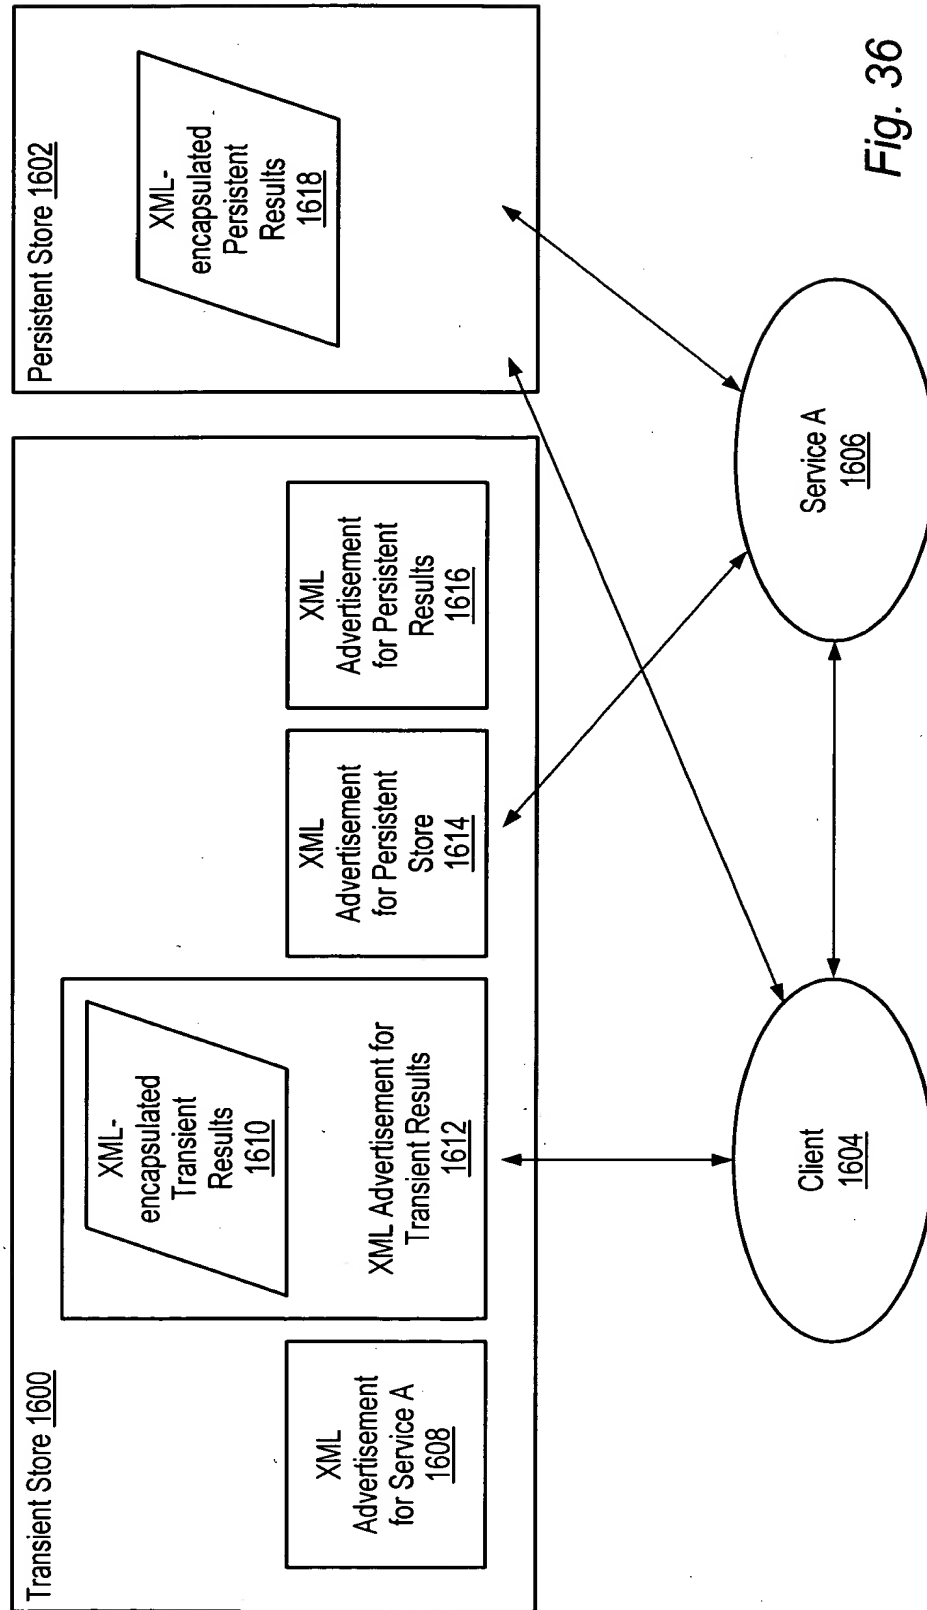 Transient Store 1600
XML
Advertisement
for Service A
1608
XML-
encapsulated
Transient
Results
1610
XML Advertisement for
Transient Results
1612
XML
Advertisement
for Persistent
Store
1614
XML
Advertisement
for Persistent
Results
1616
Persistent Store 1602
XML-
encapsulated
Persistent
Results
1618
Client
1604
Service A
1606
Fig. 36